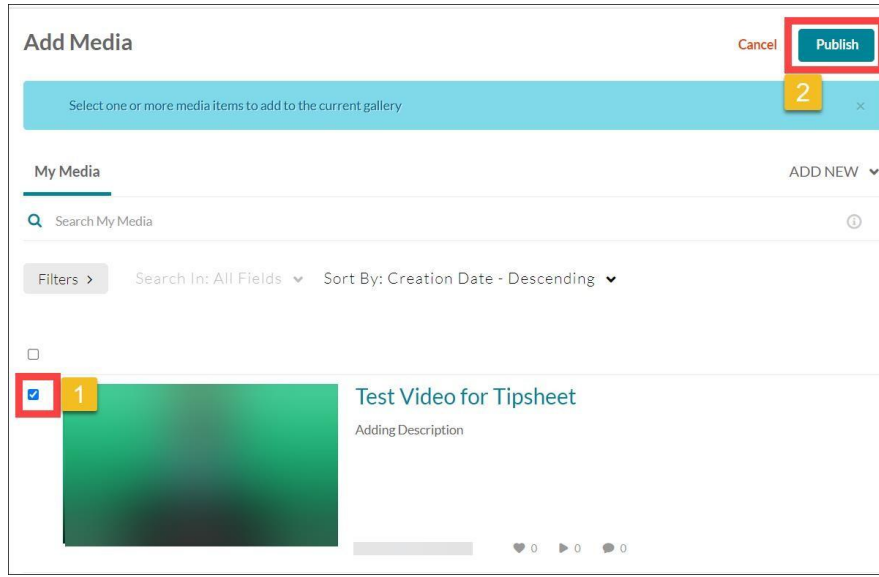 Add Media
Cancel
Publish
2
Select one or more media items to add to the current gallery
×
My Media
ADD NEW
Search My Media
Filters >
Search In: All Fields
Sort By: Creation Date - Descending
1
Test Video for Tipsheet
Adding Description
0 0 0